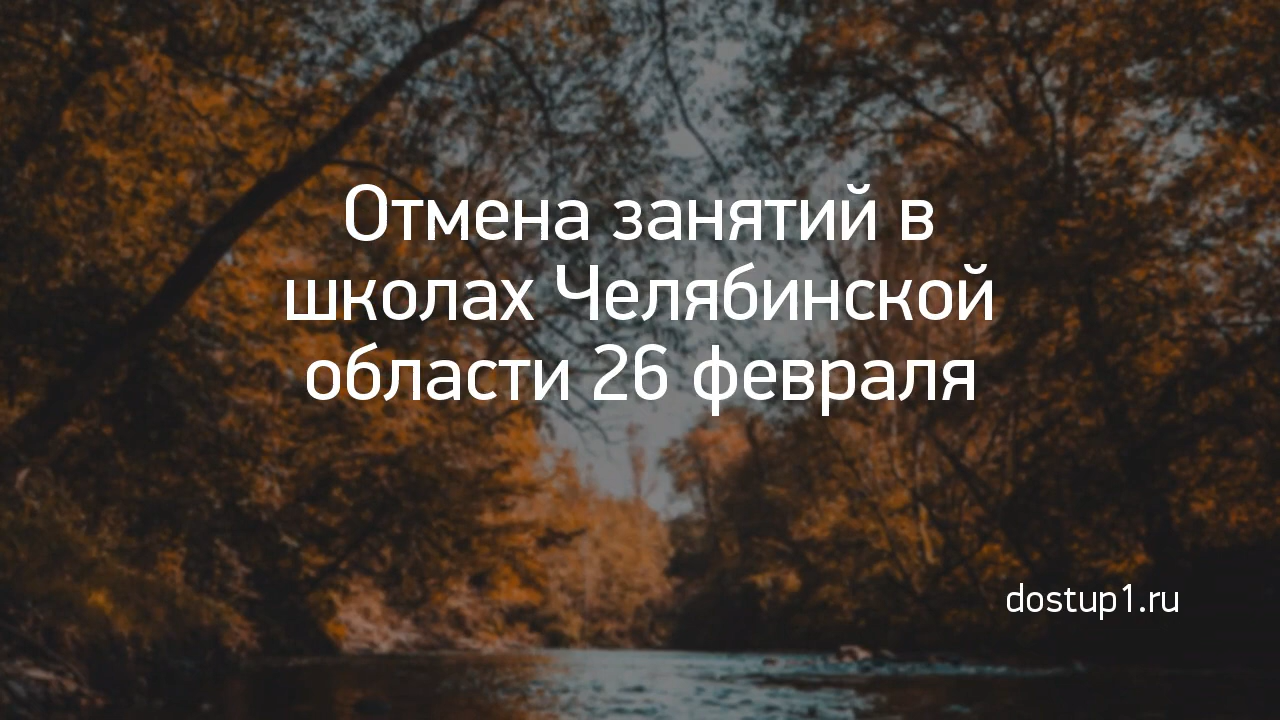 Отмена занятий в
школах Челябинской
области 26 февраля
dostup1.ru